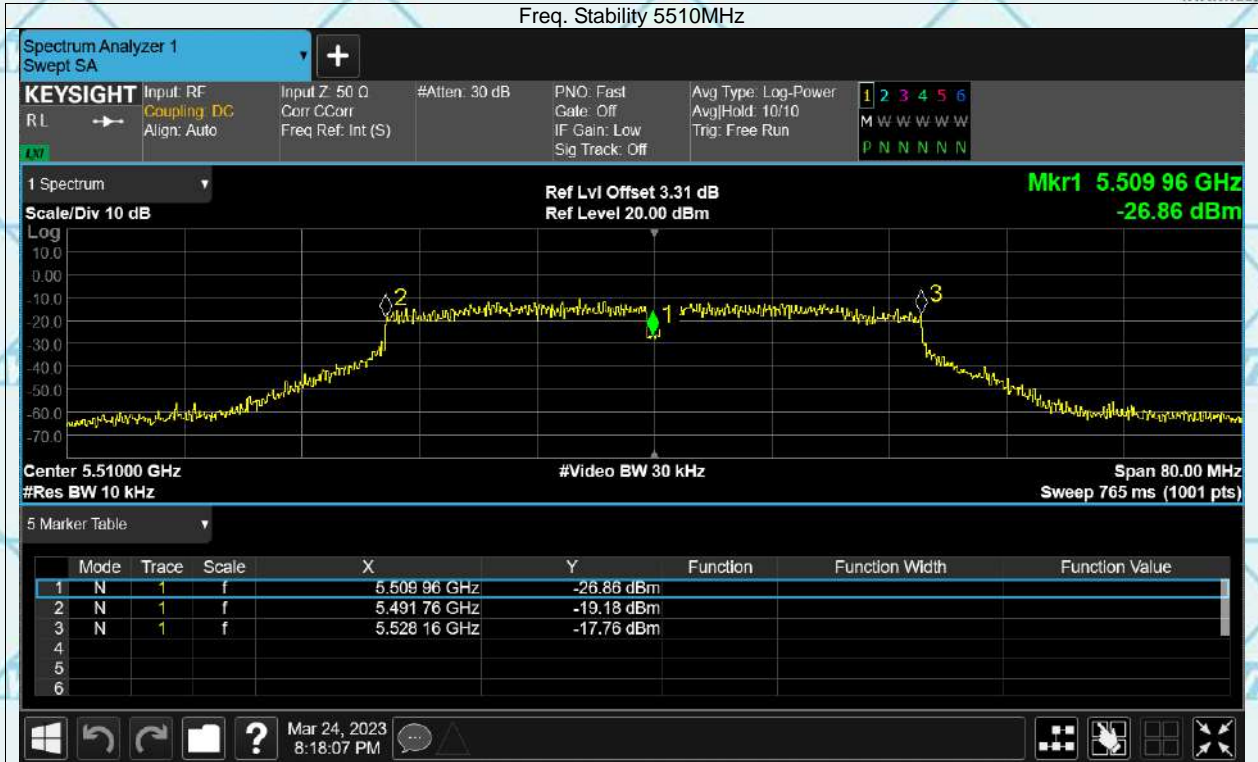 Freq. Stability 5510MHz
Spectrum Analyzer 1
Swept SA
KEYSIGHT
RL
LXI
Input: RF
Coupling: DC
Align: Auto
Input Z: 50 Ω
Corr CCorr
Freq Ref: Int (S)
#Atten: 30 dB
PNO: Fast
Gate: Off
IF Gain: Low
Sig Track: Off
Avg Type: Log-Power
Avg|Hold: 10/10
Trig: Free Run
1 2 3 4 5 6
M W W W W W
P N N N N N
1 Spectrum
Scale/Div 10 dB
Ref Lvl Offset 3.31 dB
Ref Level 20.00 dBm
Mkr1 5.509 96 GHz
-26.86 dBm
Log
10.0
0.00
-10.0
-20.0
-30.0
-40.0
-50.0
-60.0
-70.0
2
1
3
Center 5.51000 GHz
#Res BW 10 kHz
#Video BW 30 kHz
Span 80.00 MHz
Sweep 765 ms (1001 pts)
5 Marker Table
Mode Trace Scale X Y Function Function Width Function Value
1 N 1 f 5.509 96 GHz -26.86 dBm
2 N 1 f 5.491 76 GHz -19.18 dBm
3 N 1 f 5.528 16 GHz -17.76 dBm
4
5
6
?
Mar 24, 2023
8:18:07 PM